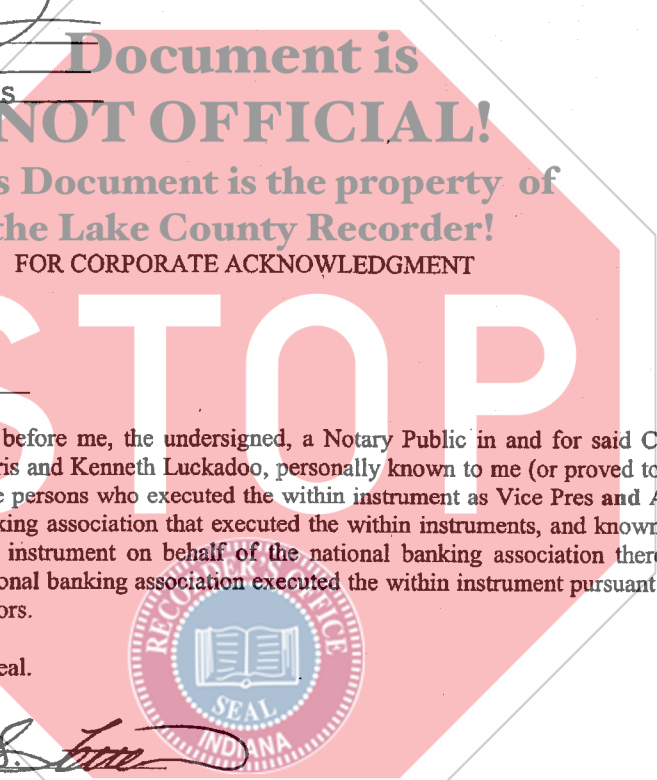 s
Document is
NOT OFFICIAL!
s Document is the property of
the Lake County Recorder!
FOR CORPORATE ACKNOWLEDGMENT
STOP
before me, the undersigned, a Notary Public in and for said C
ris and Kenneth Luckadoo, personally known to me (or proved to
e persons who executed the within instrument as Vice Pres and A
king association that executed the within instruments, and known
instrument on behalf of the national banking association there
onal banking association executed the within instrument pursuant
ors.
eal.
RECORDER'S OFFICE
SEAL
INDIANA